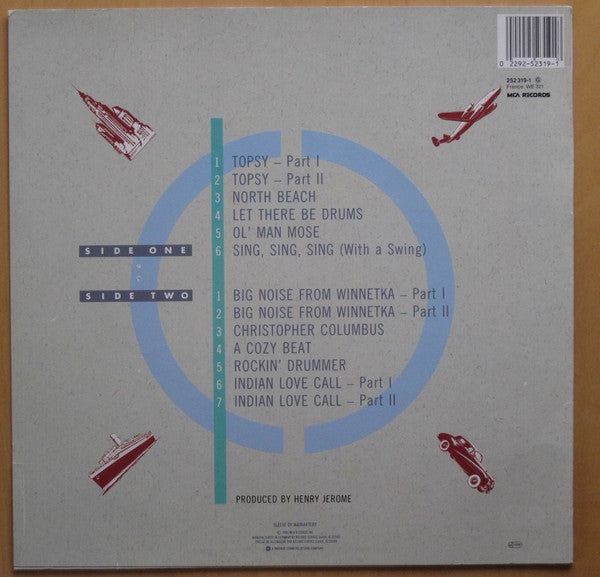 0 2292-52319-1
252 319-1 G
France: WE 321
MCA RECORDS
1 TOPSY – Part I
2 TOPSY – Part II
3 NORTH BEACH
4 LET THERE BE DRUMS
5 OL' MAN MOSE
SIDE ONE 6 SING, SING, SING (With a Swing)
SIDE TWO 1 BIG NOISE FROM WINNETKA – Part I
2 BIG NOISE FROM WINNETKA – Part II
3 CHRISTOPHER COLUMBUS
4 A COZY BEAT
5 ROCKIN' DRUMMER
6 INDIAN LOVE CALL – Part I
7 INDIAN LOVE CALL – Part II
PRODUCED BY HENRY JEROME